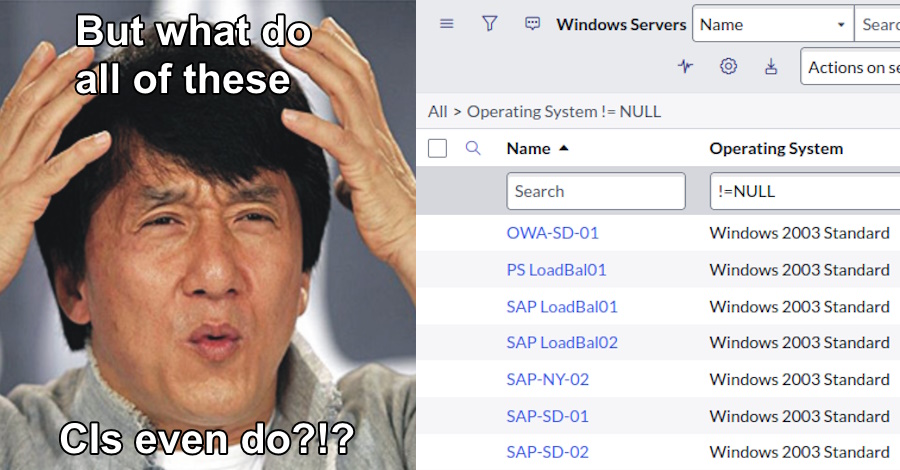 But what do
all of these
CIs even do?!?
Windows Servers
Name
Searc
Actions on se
All > Operating System != NULL
Name Operating System
Search !=NULL
OWA-SD-01 Windows 2003 Standard
PS LoadBal01 Windows 2003 Standard
SAP LoadBal01 Windows 2003 Standard
SAP LoadBal02 Windows 2003 Standard
SAP-NY-02 Windows 2003 Standard
SAP-SD-01 Windows 2003 Standard
SAP-SD-02 Windows 2003 Standard